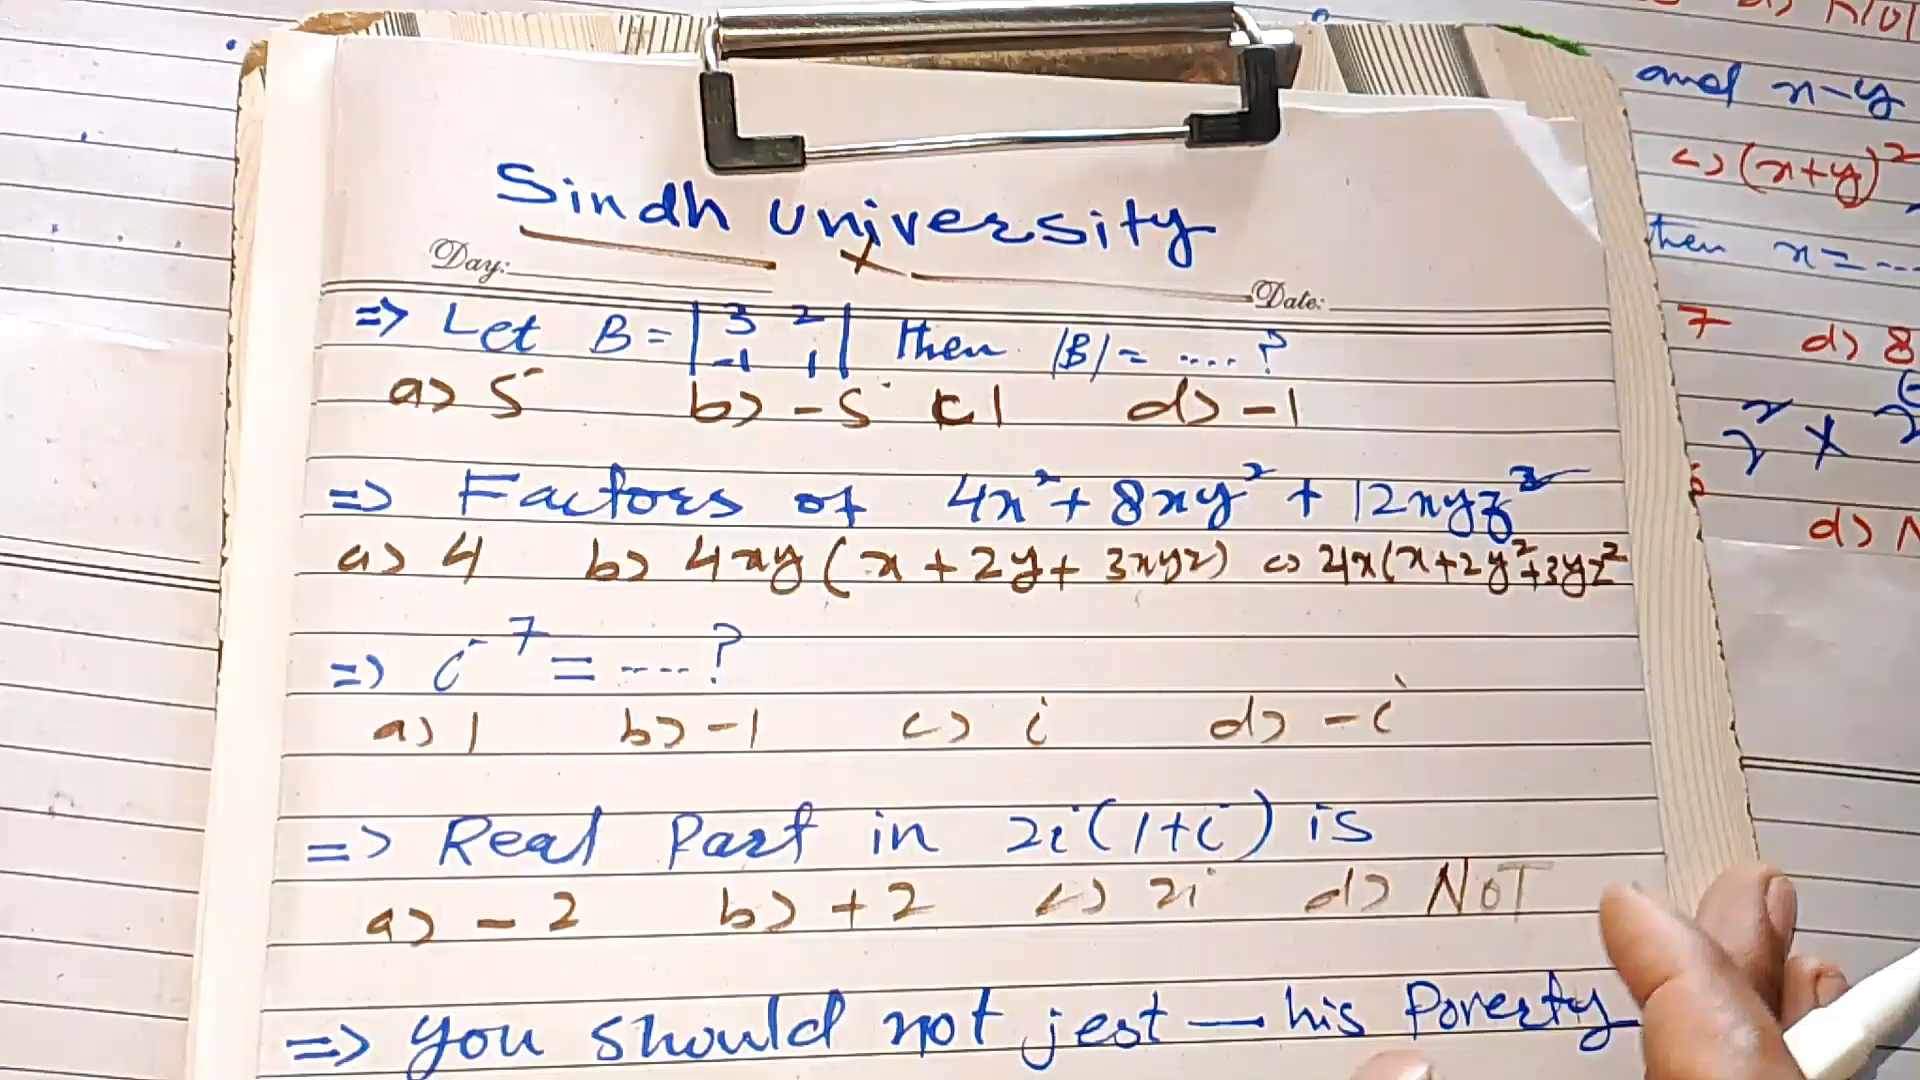 Sindh University
Day: Date:
=> Let B = | 3 2 | then |B| = ....?
-1 1
a) 5 b) -5 c) 1 d) -1
=> Factors of 4x² + 8xy² + 12xyz²
a) 4 b) 4xy(x+2y+3xyz) c) 4x(x+2y²+3yz²
=> i⁷ = ----?
a) 1 b) -1 c) i d) -i
=> Real Part in 2i(1+i) is
a) -2 b) +2 c) 2i d) NOT
=> you should not jest — his Poverty
and x-y
c) (x+y)²
then x = ---
7 d) 8
d) N